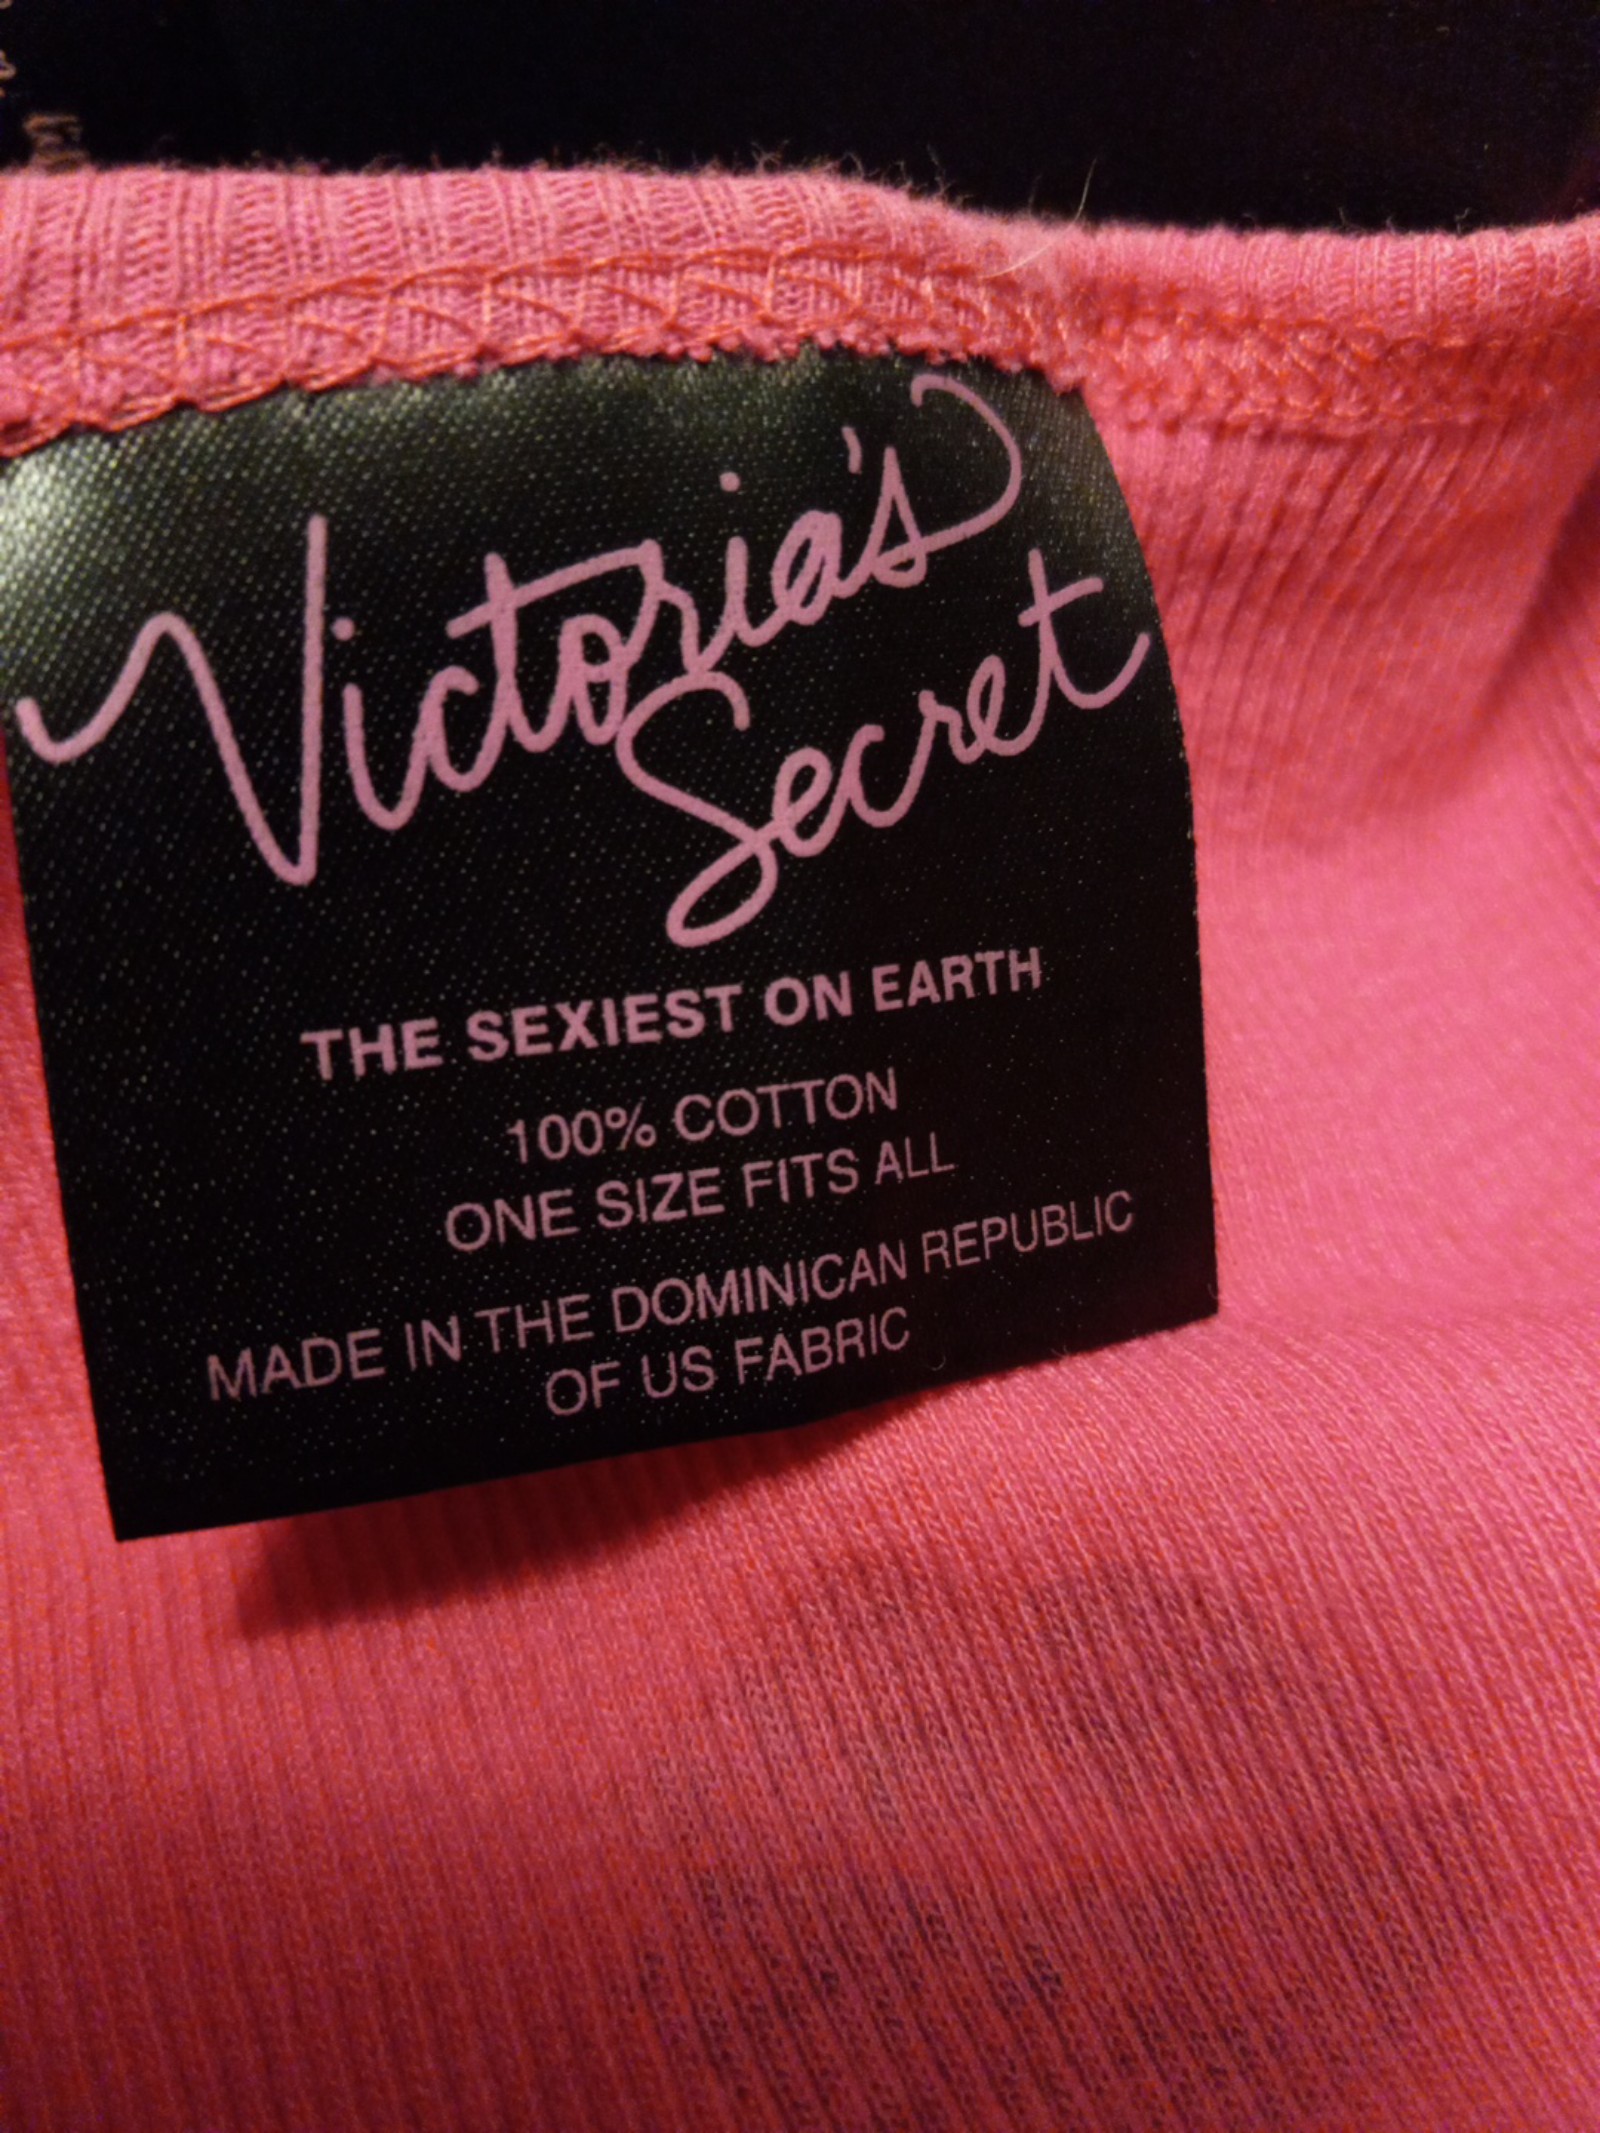 Victoria's
Secret
THE SEXIEST ON EARTH
100% COTTON
ONE SIZE FITS ALL
MADE IN THE DOMINICAN REPUBLIC
OF US FABRIC